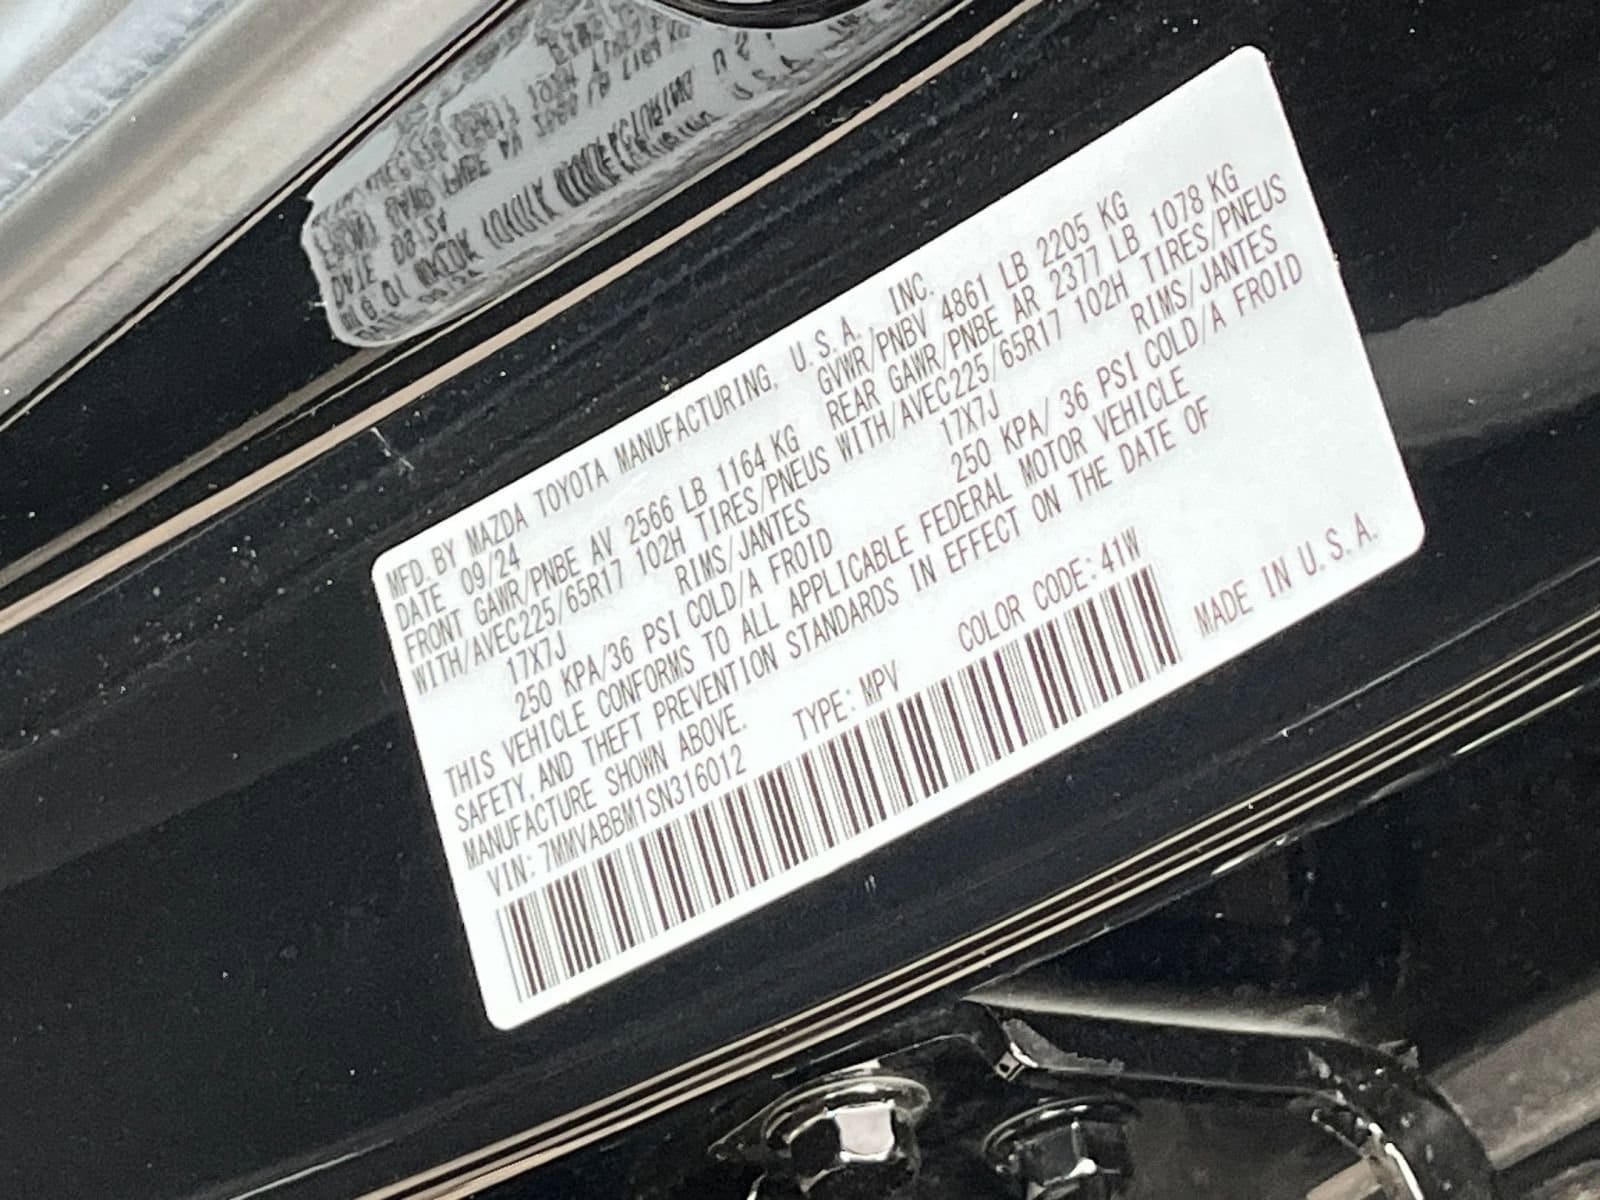 MFD. BY MAZDA TOYOTA MANUFACTURING, U.S.A., INC.
DATE 09/24 GVWR/PNBV 4861 LB 2205 KG
FRONT GAWR/PNBE AV 2566 LB 1164 KG REAR GAWR/PNBE AR 2377 LB 1078 KG
WITH/AVEC225/65R17 102H TIRES/PNEUS WITH/AVEC225/65R17 102H TIRES/PNEUS
17X7J RIMS/JANTES 17X7J RIMS/JANTES
250 KPA/36 PSI COLD/A FROID 250 KPA/ 36 PSI COLD/A FROID
THIS VEHICLE CONFORMS TO ALL APPLICABLE FEDERAL MOTOR VEHICLE
SAFETY, AND THEFT PREVENTION STANDARDS IN EFFECT ON THE DATE OF
MANUFACTURE SHOWN ABOVE.
VIN: 7MMVABBM1SN316012 TYPE: MPV COLOR CODE: 41W
MADE IN U.S.A.